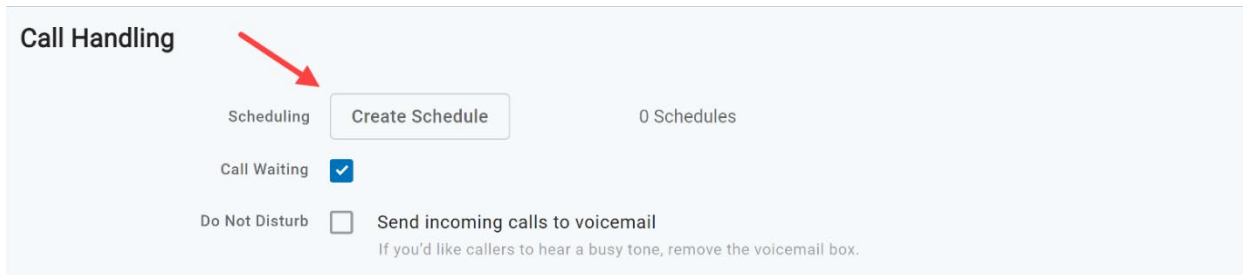 Call Handling
Scheduling Create Schedule 0 Schedules
Call Waiting
Do Not Disturb Send incoming calls to voicemail
If you'd like callers to hear a busy tone, remove the voicemail box.